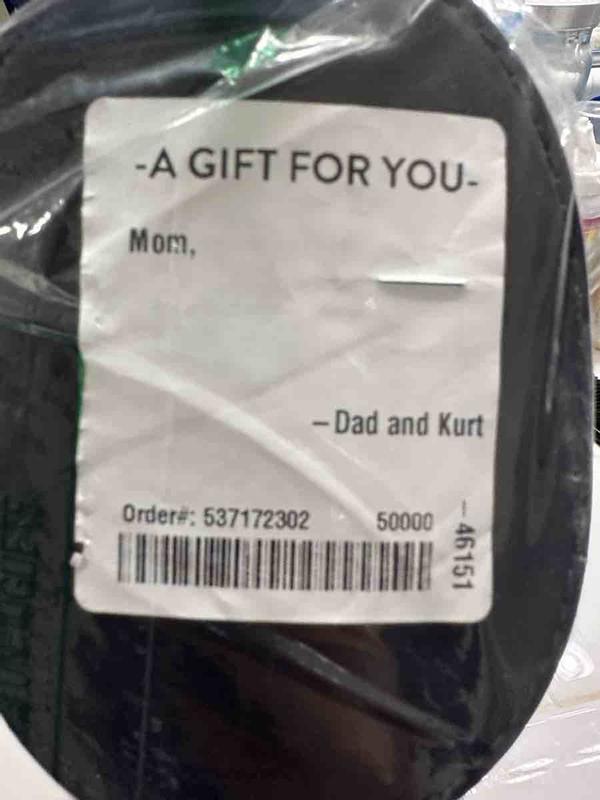 -A GIFT FOR YOU-
Mom,
– Dad and Kurt
Order#: 537172302 50000
– 46151